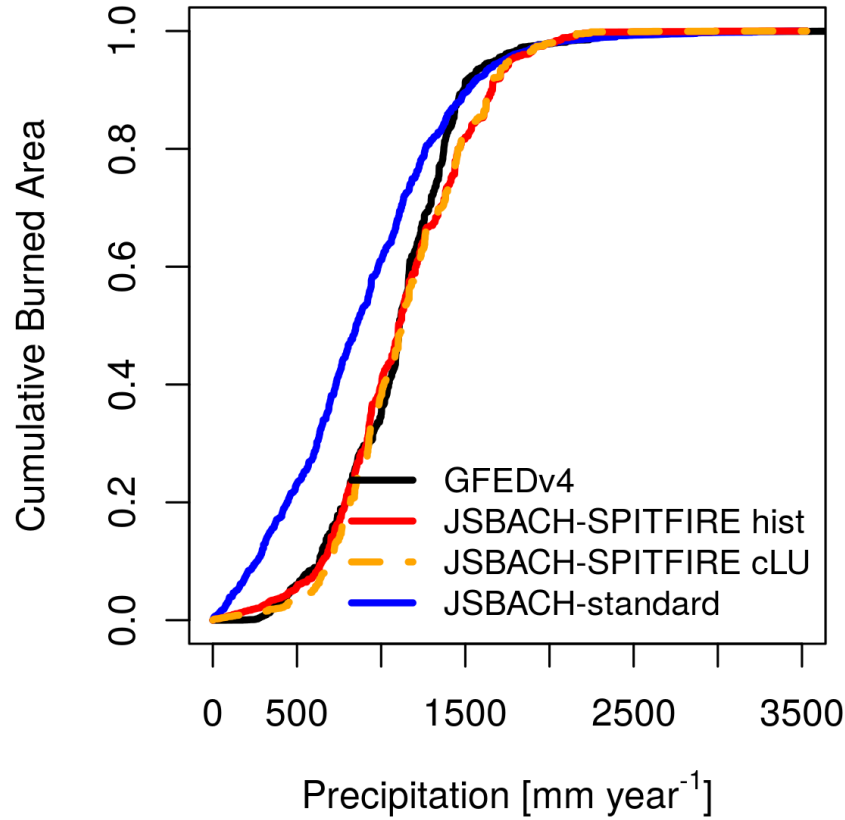 Cumulative Burned Area
1.0
0.8
0.6
0.4
0.2
0.0
GFEDv4
JSBACH-SPITFIRE hist
JSBACH-SPITFIRE cLU
JSBACH-standard
0 500 1500 2500 3500
Precipitation [mm year⁻¹]